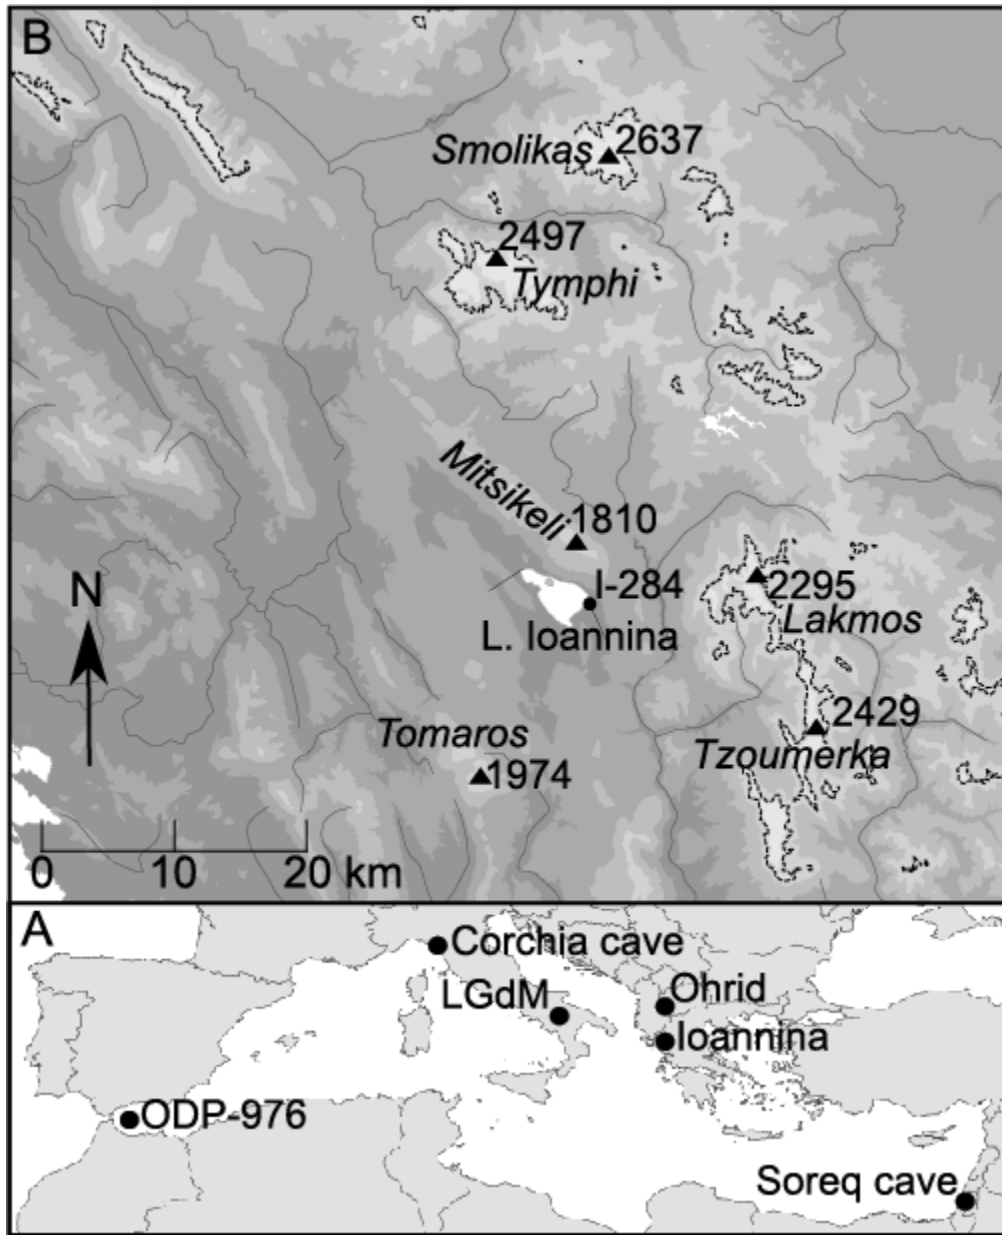 B
Smolikas 2637
2497
Tymphi
Mitsikeli
1810
I-284
L. Ioannina
2295
Lakmos
N
2429
Tzoumerka
Tomaros
1974
0 10 20 km
A
Corchia cave
LGdM
Ohrid
Ioannina
ODP-976
Soreq cave